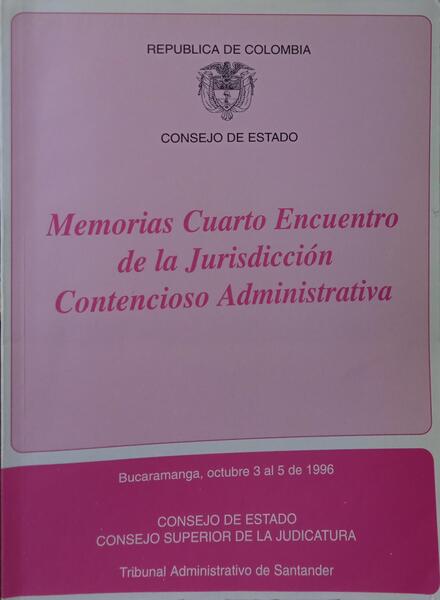 REPUBLICA DE COLOMBIA
CONSEJO DE ESTADO
Memorias Cuarto Encuentro
de la Jurisdicción
Contencioso Administrativa
Bucaramanga, octubre 3 al 5 de 1996
CONSEJO DE ESTADO
CONSEJO SUPERIOR DE LA JUDICATURA
Tribunal Administrativo de Santander